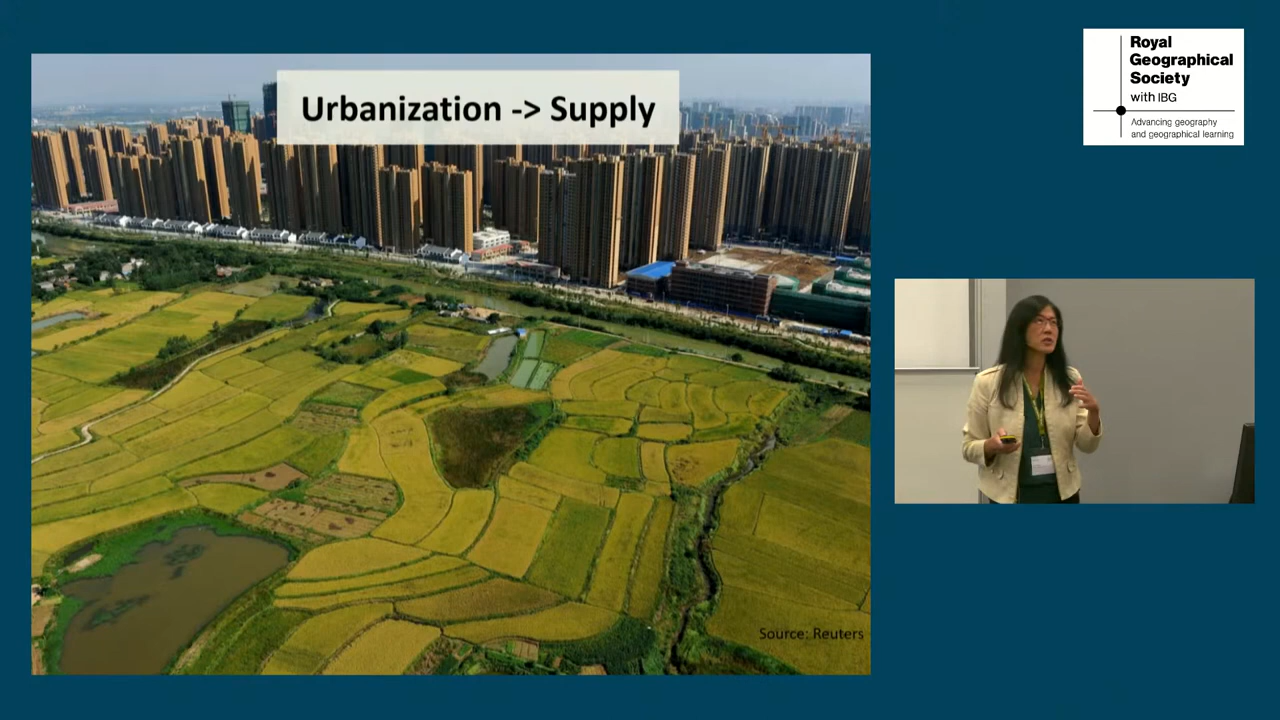 Urbanization -> Supply
Source: Reuters
Royal
Geographical
Society
with IBG
Advancing geography
and geographical learning